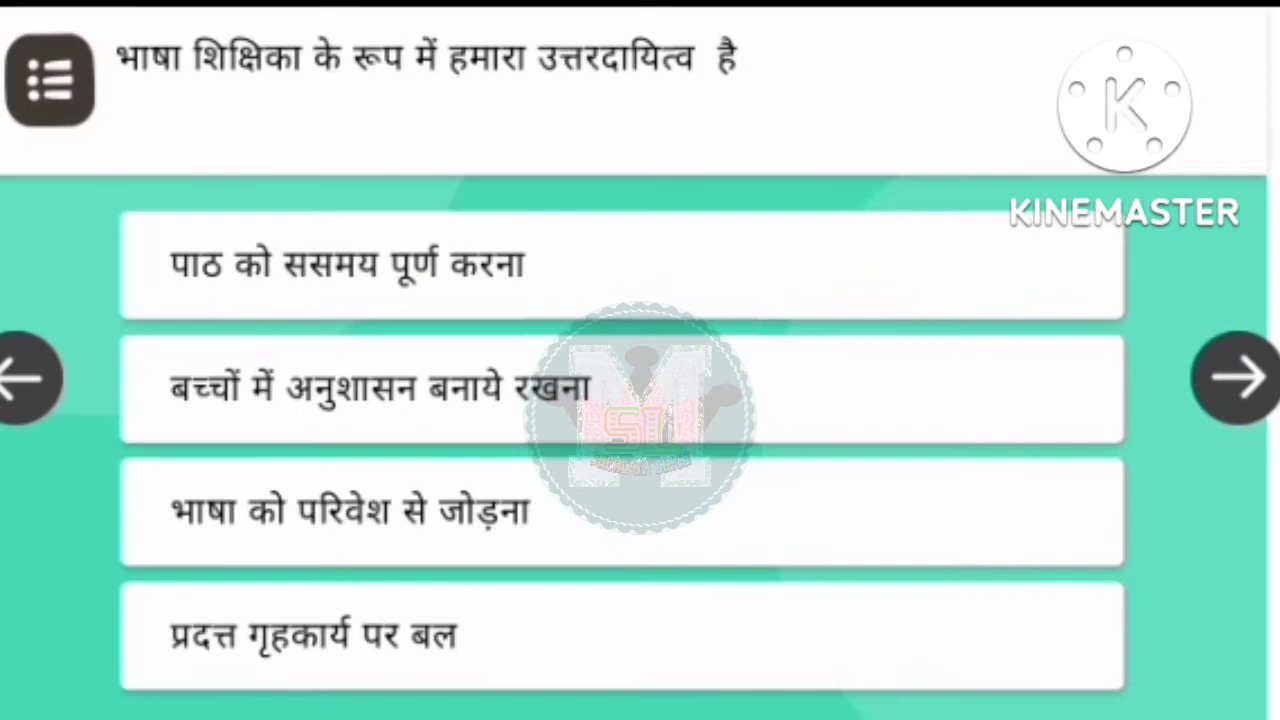 भाषा शिक्षिका के रूप में हमारा उत्तरदायित्व है
KINEMASTER
पाठ को ससमय पूर्ण करना
बच्चों में अनुशासन बनाये रखना
भाषा को परिवेश से जोड़ना
प्रदत्त गृहकार्य पर बल